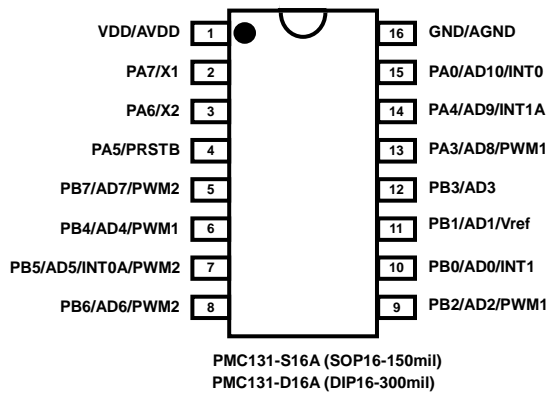 VDD/AVDD 1 16 GND/AGND
PA7/X1 2 15 PA0/AD10/INT0
PA6/X2 3 14 PA4/AD9/INT1A
PA5/PRSTB 4 13 PA3/AD8/PWM1
PB7/AD7/PWM2 5 12 PB3/AD3
PB4/AD4/PWM1 6 11 PB1/AD1/Vref
PB5/AD5/INT0A/PWM2 7 10 PB0/AD0/INT1
PB6/AD6/PWM2 8 9 PB2/AD2/PWM1
PMC131-S16A (SOP16-150mil)
PMC131-D16A (DIP16-300mil)